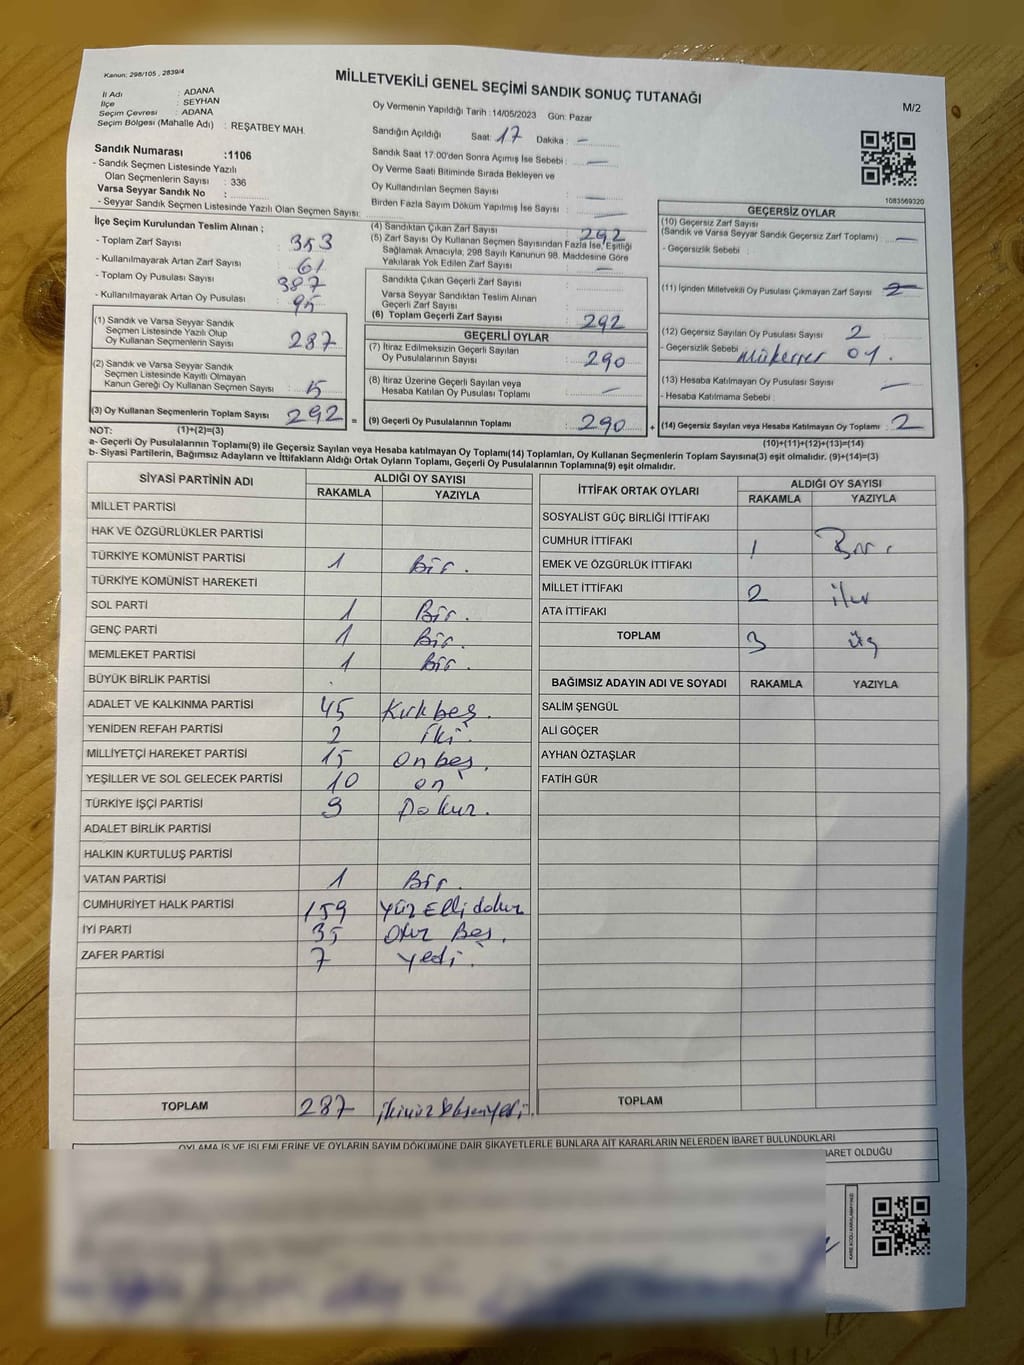 Kanun: 298/105 , 2839/4
MİLLETVEKİLİ GENEL SEÇİMİ SANDIK SONUÇ TUTANAĞI
M/2
İl Adı : ADANA
İlçe : SEYHAN
Seçim Çevresi : ADANA
Seçim Bölgesi (Mahalle Adı) : REŞATBEY MAH.
Sandık Numarası :1106
- Sandık Seçmen Listesinde Yazılı
Olan Seçmenlerin Sayısı : 336
Varsa Seyyar Sandık No :
- Seyyar Sandık Seçmen Listesinde Yazılı Olan Seçmen Sayısı:
Oy Vermenin Yapıldığı Tarih : 14/05/2023 Gün: Pazar
Sandığın Açıldığı Saat: 17 Dakika : -
Sandık Saat 17.00'den Sonra Açılmış İse Sebebi : -
Oy Verme Saati Bitiminde Sırada Bekleyen ve
Oy Kullandırılan Seçmen Sayısı : -
Birden Fazla Sayım Döküm Yapılmış İse Sayısı : -
1083569320
İlçe Seçim Kurulundan Teslim Alınan ;
- Toplam Zarf Sayısı : 353
- Kullanılmayarak Artan Zarf Sayısı : 61
- Toplam Oy Pusulası Sayısı : 387
- Kullanılmayarak Artan Oy Pusulası : 95
(1) Sandık ve Varsa Seyyar Sandık
Seçmen Listesinde Yazılı Olup
Oy Kullanan Seçmenlerin Sayısı : 287
(2) Sandık ve Varsa Seyyar Sandık
Seçmen Listesinde Kayıtlı Olmayan
Kanun Gereği Oy Kullanan Seçmen Sayısı : 5
(3) Oy Kullanan Seçmenlerin Toplam Sayısı : 292 =
(4) Sandıktan Çıkan Zarf Sayısı : 292
(5) Zarf Sayısı Oy Kullanan Seçmen Sayısından Fazla İse, Eşitliği
Sağlamak Amacıyla, 298 Sayılı Kanunun 98. Maddesine Göre
Yakılarak Yok Edilen Zarf Sayısı : -
Sandıkta Çıkan Geçerli Zarf Sayısı :
Varsa Seyyar Sandıktan Teslim Alınan
Geçerli Zarf Sayısı :
(6) Toplam Geçerli Zarf Sayısı : 292
GEÇERLİ OYLAR
(7) İtiraz Edilmeksizin Geçerli Sayılan
Oy Pusulalarının Sayısı : 290
(8) İtiraz Üzerine Geçerli Sayılan veya
Hesaba Katılan Oy Pusulası Toplamı : -
(9) Geçerli Oy Pusulalarının Toplamı : 290 +
GEÇERSİZ OYLAR
(10) Geçersiz Zarf Sayısı
(Sandık ve Varsa Seyyar Sandık Geçersiz Zarf Toplamı) : -
- Geçersizlik Sebebi :
(11) İçinden Milletvekili Oy Pusulası Çıkmayan Zarf Sayısı :
(12) Geçersiz Sayılan Oy Pusulası Sayısı : 2
- Geçersizlik Sebebi : Mükerrer oy.
(13) Hesaba Katılmayan Oy Pusulası Sayısı : -
- Hesaba Katılmama Sebebi :
(14) Geçersiz Sayılan veya Hesaba Katılmayan Oy Toplamı : 2
NOT: (1)+(2)=(3)
(10)+(11)+(12)+(13)=(14)
a- Geçerli Oy Pusulalarının Toplamı(9) ile Geçersiz Sayılan veya Hesaba katılmayan Oy Toplamı(14) Toplamları, Oy Kullanan Seçmenlerin Toplam Sayısına(3) eşit olmalıdır. (9)+(14)=(3)
b- Siyasi Partilerin, Bağımsız Adayların ve İttifakların Aldığı Ortak Oyların Toplamı, Geçerli Oy Pusulalarının Toplamına(9) eşit olmalıdır.
SİYASİ PARTİNİN ADI ALDIĞI OY SAYISI
RAKAMLA YAZIYLA
MİLLET PARTİSİ
HAK VE ÖZGÜRLÜKLER PARTİSİ
TÜRKİYE KOMÜNİST PARTİSİ 1 Bir.
TÜRKİYE KOMÜNİST HAREKETİ
SOL PARTİ 1 Bir.
GENÇ PARTİ 1 Bir.
MEMLEKET PARTİSİ 1 Bir.
BÜYÜK BİRLİK PARTİSİ
ADALET VE KALKINMA PARTİSİ 45 Kırkbeş.
YENİDEN REFAH PARTİSİ 2 iki.
MİLLİYETÇİ HAREKET PARTİSİ 15 onbeş.
YEŞİLLER VE SOL GELECEK PARTİSİ 10 on
TÜRKİYE İŞÇİ PARTİSİ 9 Dokuz.
ADALET BİRLİK PARTİSİ
HALKIN KURTULUŞ PARTİSİ
VATAN PARTİSİ 1 Bir.
CUMHURİYET HALK PARTİSİ 159 Yüz Elli dokuz
İYİ PARTİ 35 Otuz Beş.
ZAFER PARTİSİ 7 yedi.
TOPLAM 287 ikiyüz Seksenyedi.
İTTİFAK ORTAK OYLARI ALDIĞI OY SAYISI
RAKAMLA YAZIYLA
SOSYALİST GÜÇ BİRLİĞİ İTTİFAKI
CUMHUR İTTİFAKI 1 Bir.
EMEK VE ÖZGÜRLÜK İTTİFAKI
MİLLET İTTİFAKI 2 iki
ATA İTTİFAKI
TOPLAM 3 üç
BAĞIMSIZ ADAYIN ADI VE SOYADI RAKAMLA YAZIYLA
SALİM ŞENGÜL
ALİ GÖÇER
AYHAN ÖZTAŞLAR
FATİH GÜR
TOPLAM
OYLAMA İŞ VE İŞLEMLERİNE VE OYLARIN SAYIM DÖKÜMÜNE DAİR ŞİKAYETLERLE BUNLARA AİT KARARLARIN NELERDEN İBARET BULUNDUKLARI
BARET OLDUĞU
KARE KODU KARALAMAYINIZ